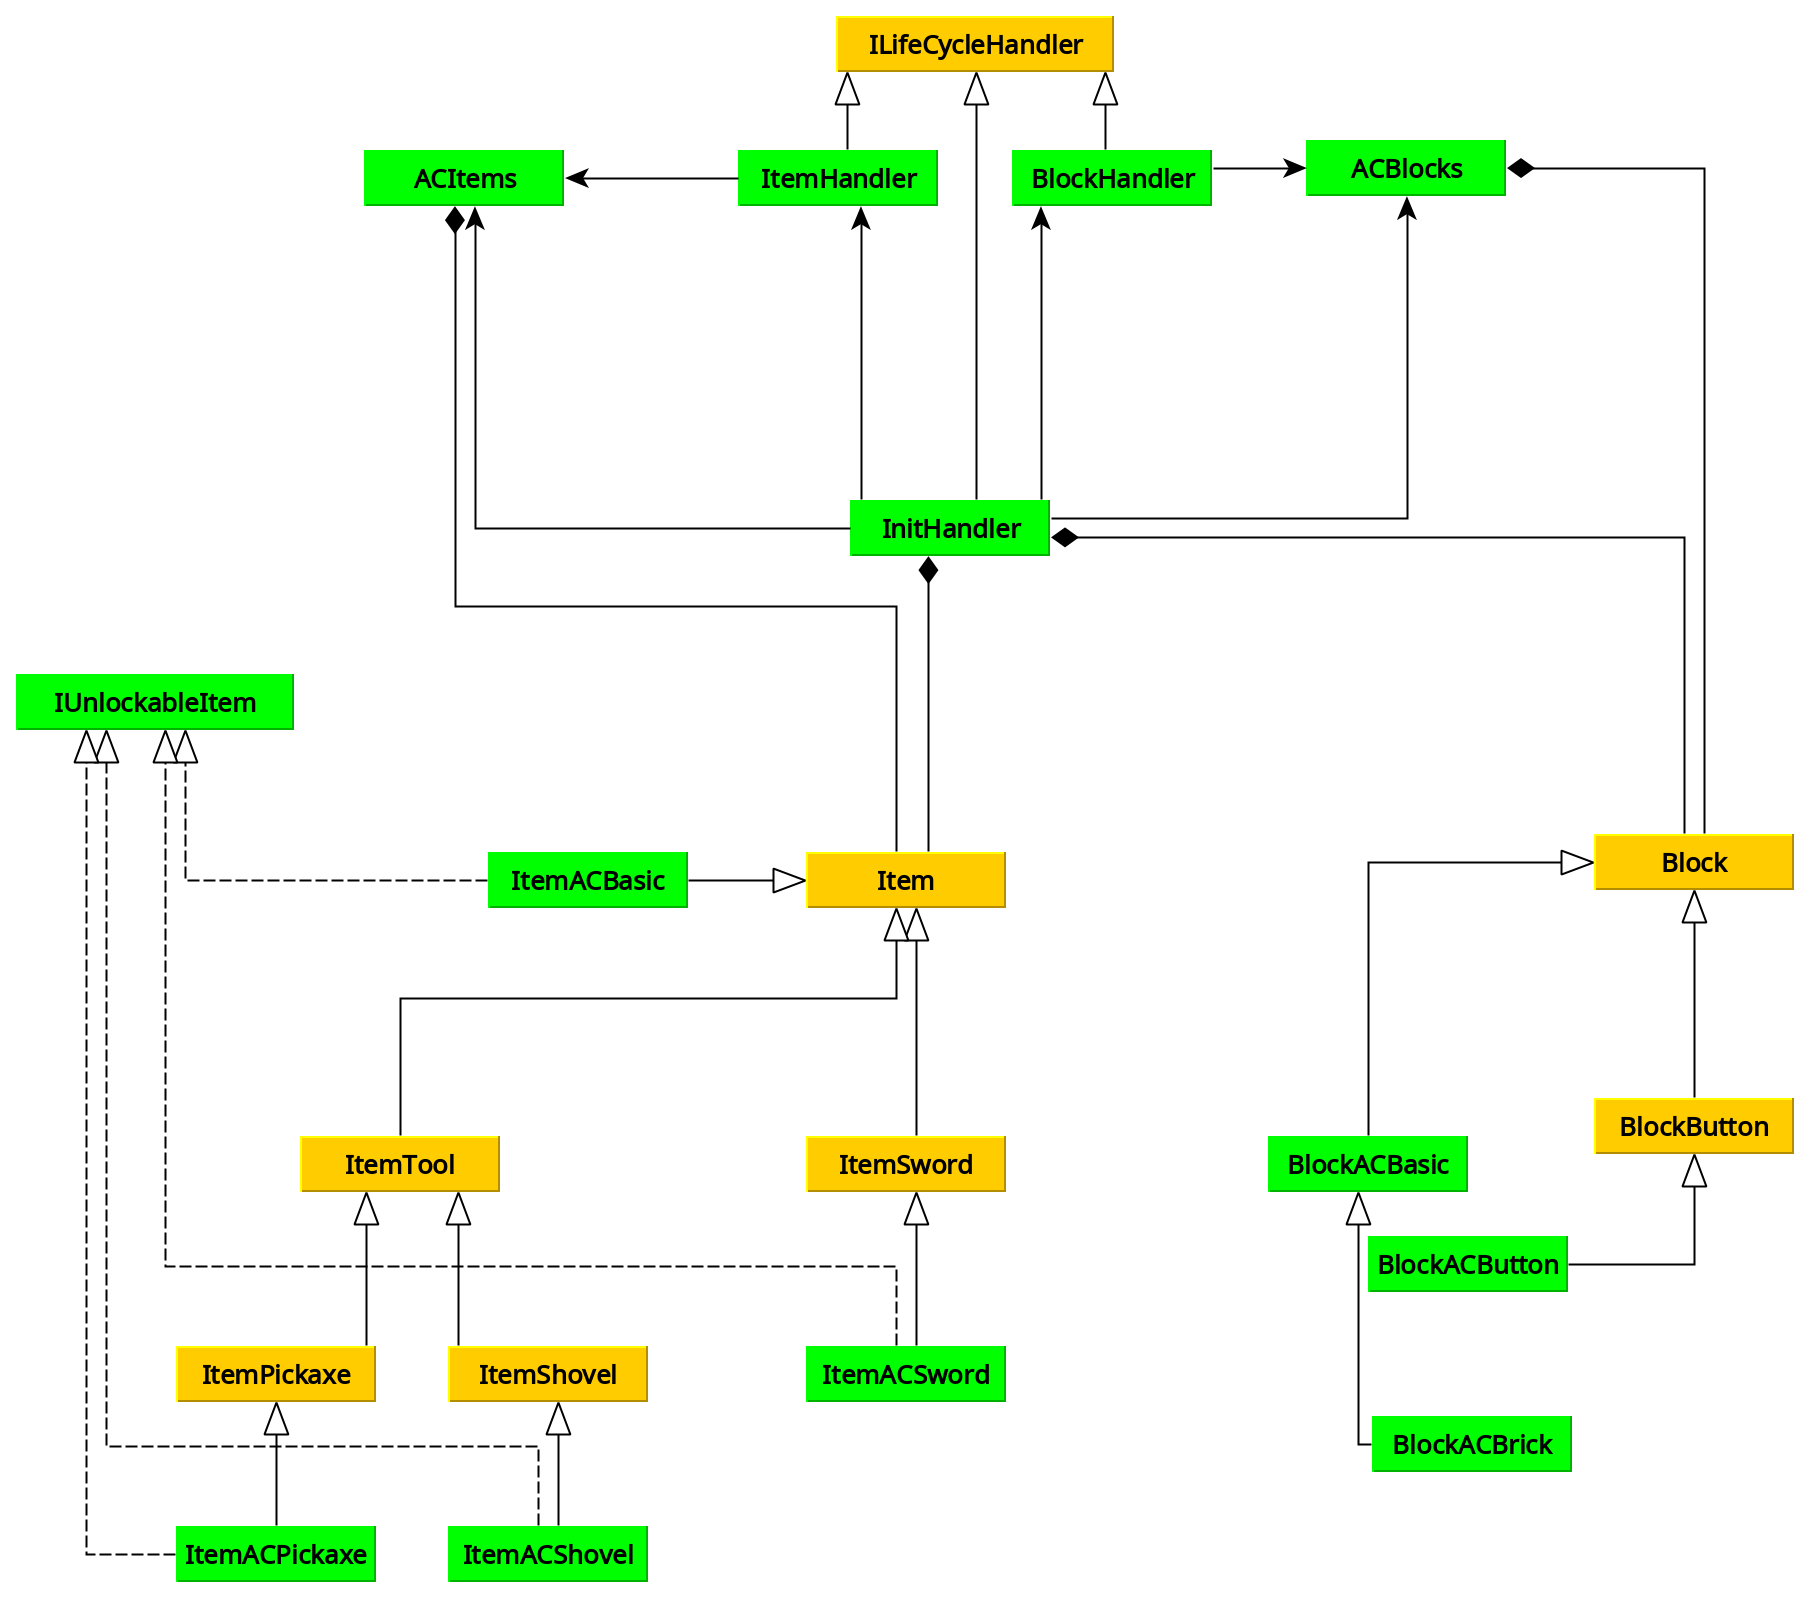 ILifeCycleHandler
ACItems
ItemHandler
BlockHandler
ACBlocks
InitHandler
IUnlockableItem
ItemACBasic
Item
Block
ItemTool
ItemSword
BlockACBasic
BlockButton
BlockACButton
ItemPickaxe
ItemShovel
ItemACSword
BlockACBrick
ItemACPickaxe
ItemACShovel